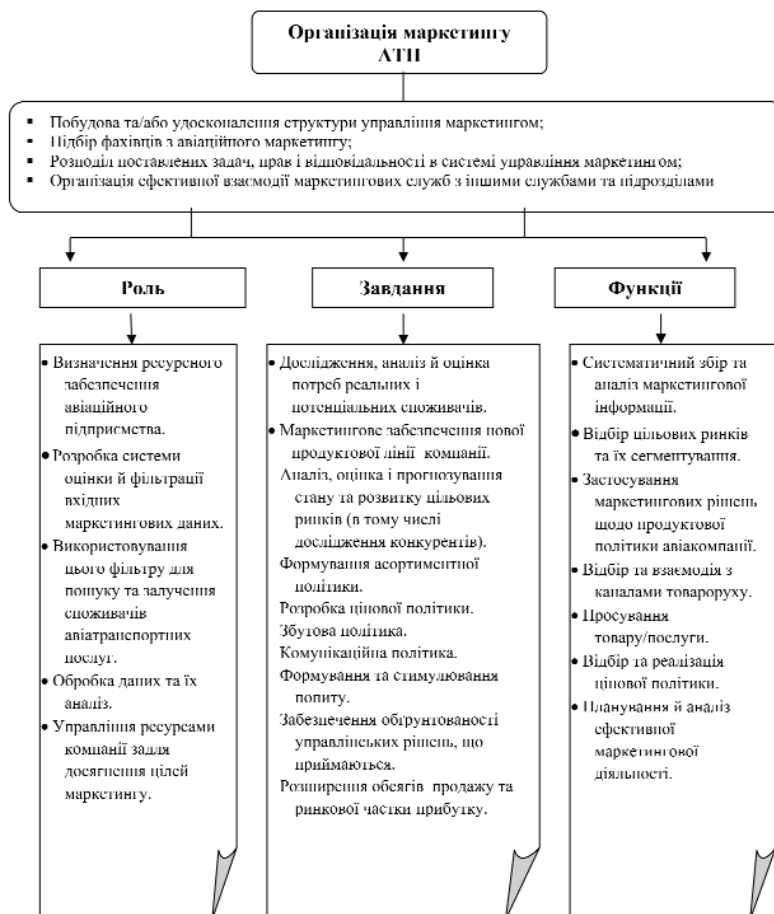 Організація маркетингу
АТП
▪ Побудова та/або удосконалення структури управління маркетингом;
▪ Підбір фахівців з авіаційного маркетингу;
▪ Розподіл поставлених задач, прав і відповідальності в системі управління маркетингом;
▪ Організація ефективної взаємодії маркетингових служб з іншими службами та підрозділами
Роль
• Визначення ресурсного
забезпечення
авіаційного
підприємства.
• Розробка системи
оцінки й фільтрації
вхідних
маркетингових даних.
• Використовування
цього фільтру для
пошуку та залучення
споживачів
авіатранспортних
послуг.
• Обробка даних та їх
аналіз.
• Управління ресурсами
компанії задля
досягнення цілей
маркетингу.
Завдання
• Дослідження, аналіз й оцінка
потреб реальних і
потенціальних споживачів.
• Маркетингове забезпечення нової
продуктової лінії компанії.
Аналіз, оцінка і прогнозування
стану та розвитку цільових
ринків (в тому числі
дослідження конкурентів).
Формування асортиментної
політики.
Розробка цінової політики.
Збутова політика.
Комунікаційна політика.
Формування та стимулювання
попиту.
Забезпечення обґрунтованості
управлінських рішень, що
приймаються.
Розширення обсягів продажу та
ринкової частки прибутку.
Функції
• Систематичний збір та
аналіз маркетингової
інформації.
• Відбір цільових ринків
та їх сегментування.
• Застосування
маркетингових рішень
щодо продуктової
політики авіакомпанії.
• Відбір та взаємодія з
каналами товароруху.
• Просування
товару/послуги.
• Відбір та реалізація
цінової політики.
• Планування й аналіз
ефективної
маркетингової
діяльності.